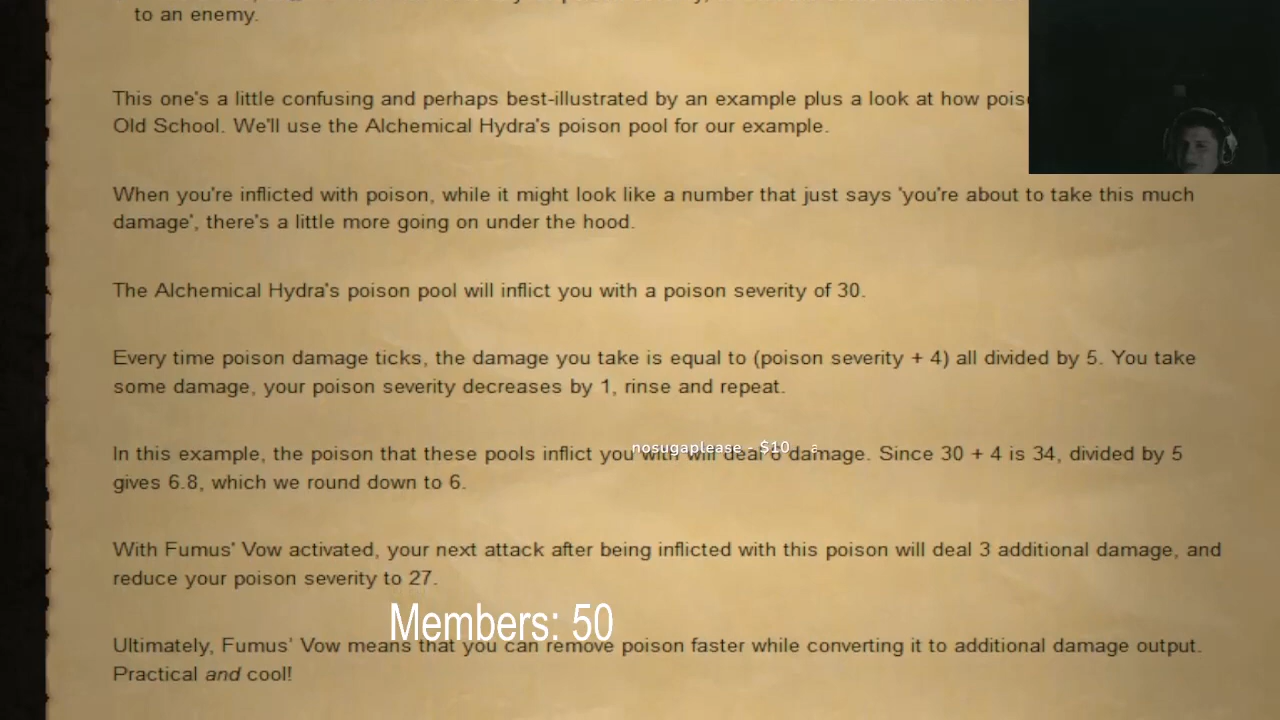 to an enemy.
This one's a little confusing and perhaps best-illustrated by an example plus a look at how
Old School. We'll use the Alchemical Hydra's poison pool for our example.
When you're inflicted with poison, while it might look like a number that just says 'you're about to take this much
damage', there's a little more going on under the hood.
The Alchemical Hydra's poison pool will inflict you with a poison severity of 30.
Every time poison damage ticks, the damage you take is equal to (poison severity + 4) all divided by 5. You take
some damage, your poison severity decreases by 1, rinse and repeat.
nosugaplease - $10
In this example, the poison that these pools inflict you with will deal 6 damage. Since 30 + 4 is 34, divided by 5
gives 6.8, which we round down to 6.
With Fumus' Vow activated, your next attack after being inflicted with this poison will deal 3 additional damage, and
reduce your poison severity to 27.
Members: 50
Ultimately, Fumus' Vow means that you can remove poison faster while converting it to additional damage output.
Practical and cool!